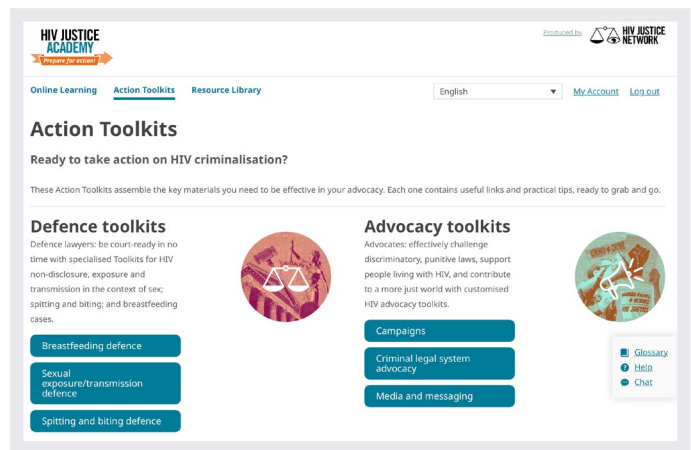 HIV JUSTICE
ACADEMY
Prepare for action!
Produced by
HIV JUSTICE
NETWORK
Online Learning
Action Toolkits
Resource Library
English
My Account
Log out
Action Toolkits
Ready to take action on HIV criminalisation?
These Action Toolkits assemble the key materials you need to be effective in your advocacy. Each one contains useful links and practical tips, ready to grab and go.
Defence toolkits
Defence lawyers: be court-ready in no
time with specialised Toolkits for HIV
non-disclosure, exposure and
transmission in the context of sex;
spitting and biting; and breastfeeding
cases.
Breastfeeding defence
Sexual
exposure/transmission
defence
Spitting and biting defence
Advocacy toolkits
Advocates: effectively challenge
discriminatory, punitive laws, support
people living with HIV, and contribute
to a more just world with customised
HIV advocacy toolkits.
Campaigns
Criminal legal system
advocacy
Media and messaging
Glossary
Help
Chat